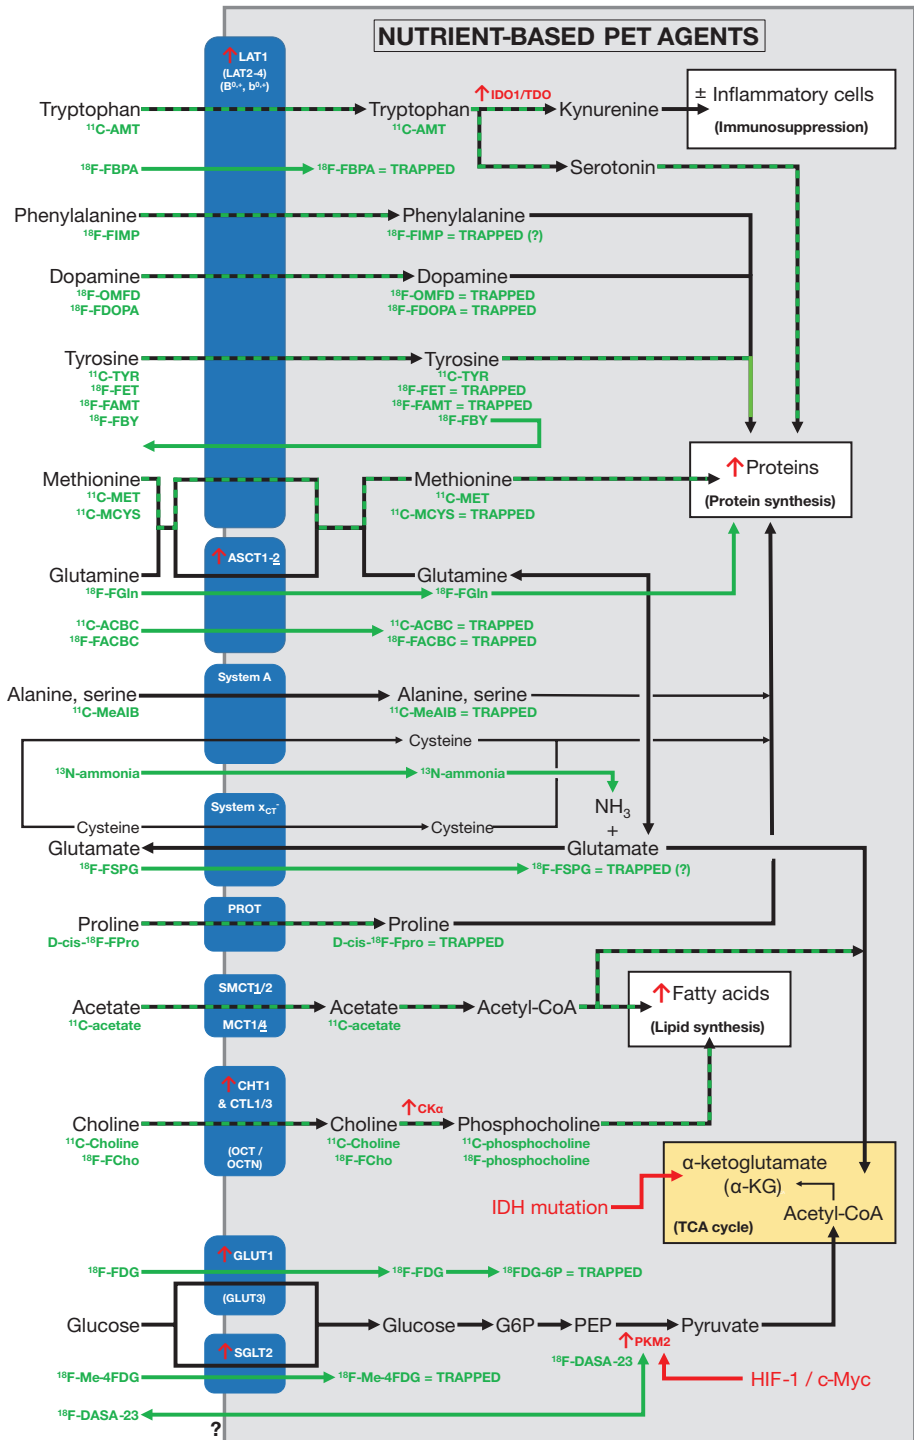 NUTRIENT-BASED PET AGENTS
↑LAT1
(LAT2-4)
(B⁰,⁺, b⁰,⁺)
Tryptophan
¹¹C-AMT
Tryptophan
¹¹C-AMT
↑IDO1/TDO
Kynurenine
± Inflammatory cells
(Immunosuppression)
¹⁸F-FBPA
¹⁸F-FBPA = TRAPPED
Serotonin
Phenylalanine
¹⁸F-FIMP
Phenylalanine
¹⁸F-FIMP = TRAPPED (?)
Dopamine
¹⁸F-OMFD
¹⁸F-FDOPA
Dopamine
¹⁸F-OMFD = TRAPPED
¹⁸F-FDOPA = TRAPPED
Tyrosine
¹¹C-TYR
¹⁸F-FET
¹⁸F-FAMT
¹⁸F-FBY
Tyrosine
¹¹C-TYR
¹⁸F-FET = TRAPPED
¹⁸F-FAMT = TRAPPED
¹⁸F-FBY
Methionine
¹¹C-MET
¹¹C-MCYS
Methionine
¹¹C-MET
¹¹C-MCYS = TRAPPED
↑Proteins
(Protein synthesis)
↑ASCT1-2
Glutamine
¹⁸F-FGln
Glutamine
¹⁸F-FGln
¹¹C-ACBC
¹⁸F-FACBC
¹¹C-ACBC = TRAPPED
¹⁸F-FACBC = TRAPPED
System A
Alanine, serine
¹¹C-MeAIB
Alanine, serine
¹¹C-MeAIB = TRAPPED
Cysteine
¹³N-ammonia
¹³N-ammonia
NH₃
+
System x_CT⁻
Cysteine
Cysteine
Glutamate
Glutamate
¹⁸F-FSPG
¹⁸F-FSPG = TRAPPED (?)
PROT
Proline
D-cis-¹⁸F-FPro
Proline
D-cis-¹⁸F-Fpro = TRAPPED
SMCT1/2
MCT1/4
Acetate
¹¹C-acetate
Acetate
¹¹C-acetate
Acetyl-CoA
↑Fatty acids
(Lipid synthesis)
↑CHT1
& CTL1/3
(OCT /
OCTN)
Choline
¹¹C-Choline
¹⁸F-FCho
Choline
¹¹C-Choline
¹⁸F-FCho
↑CKα
Phosphocholine
¹¹C-phosphocholine
¹⁸F-phosphocholine
α-ketoglutamate
(α-KG)
Acetyl-CoA
(TCA cycle)
IDH mutation
↑GLUT1
(GLUT3)
¹⁸F-FDG
¹⁸F-FDG
¹⁸FDG-6P = TRAPPED
Glucose
Glucose
G6P
PEP
Pyruvate
↑PKM2
↑SGLT2
¹⁸F-DASA-23
¹⁸F-Me-4FDG
¹⁸F-Me-4FDG = TRAPPED
HIF-1 / c-Myc
¹⁸F-DASA-23
?